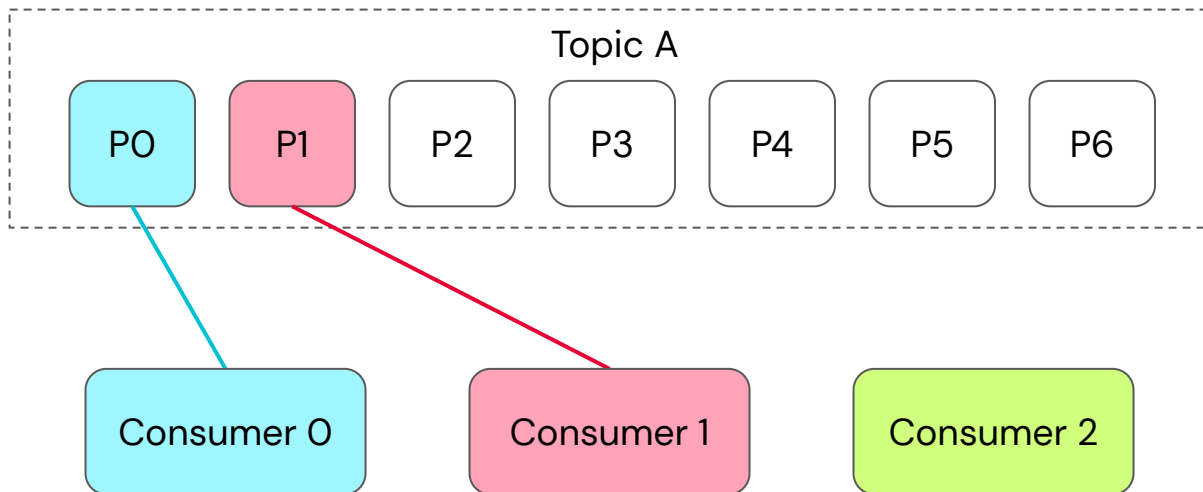 Topic A
P0
P1
P2
P3
P4
P5
P6
Consumer 0
Consumer 1
Consumer 2